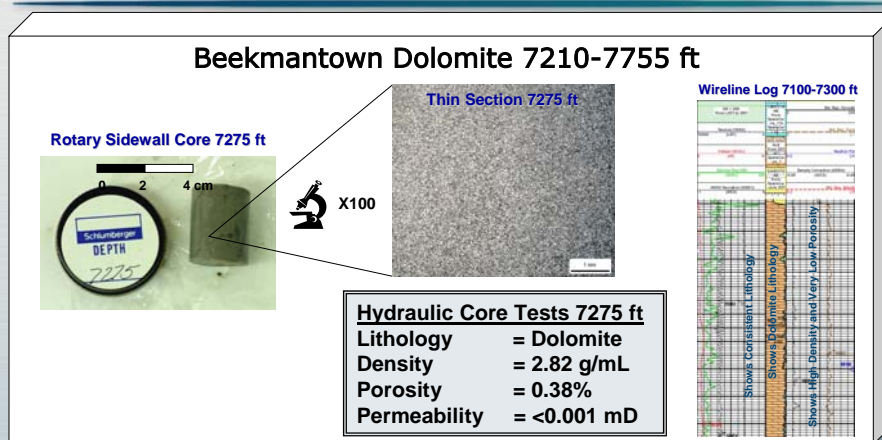 Beekmantown Dolomite 7210-7755 ft
Rotary Sidewall Core 7275 ft
0 2 4 cm
Schlumberger
DEPTH
7275
X100
Thin Section 7275 ft
1 mm
Wireline Log 7100-7300 ft
Shows Consistent Lithology
Shows Dolomite Lithology
Shows High Density and Very Low Porosity
Hydraulic Core Tests 7275 ft
Lithology = Dolomite
Density = 2.82 g/mL
Porosity = 0.38%
Permeability = <0.001 mD